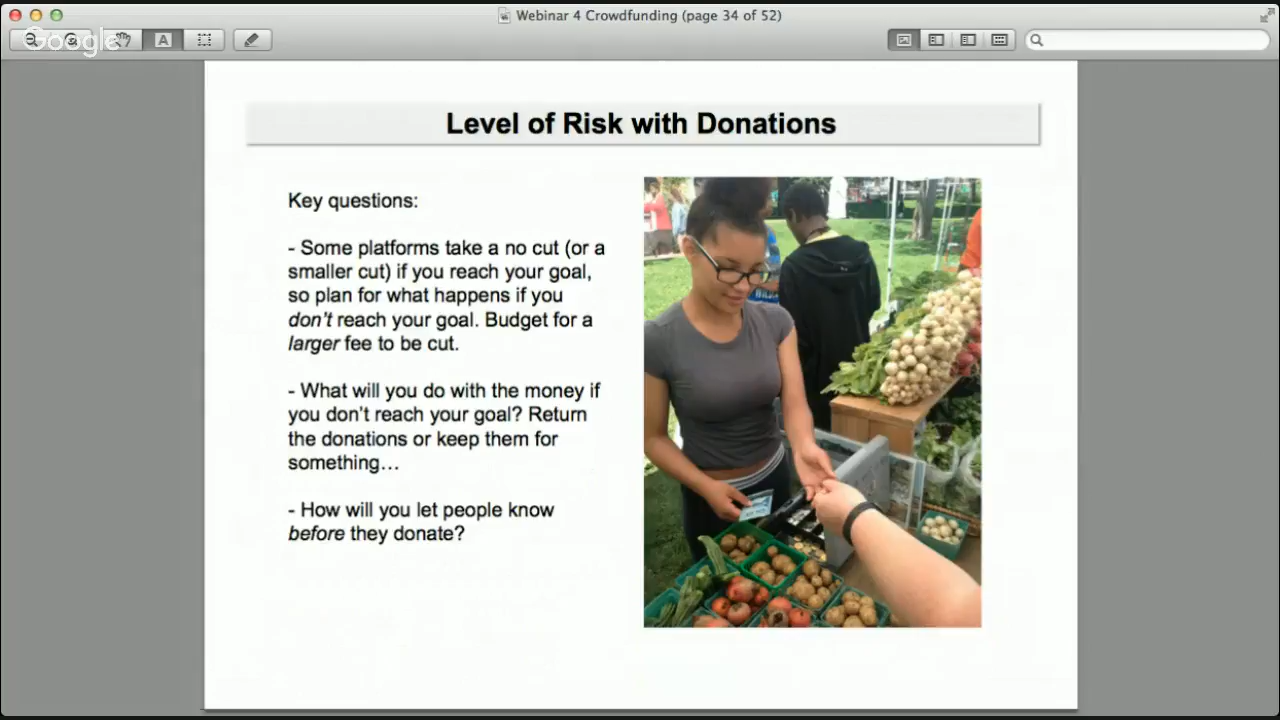 Webinar 4 Crowdfunding (page 34 of 52)
Google
A
Level of Risk with Donations
Key questions:
- Some platforms take a no cut (or a
smaller cut) if you reach your goal,
so plan for what happens if you
don't reach your goal. Budget for a
larger fee to be cut.
- What will you do with the money if
you don't reach your goal? Return
the donations or keep them for
something...
- How will you let people know
before they donate?